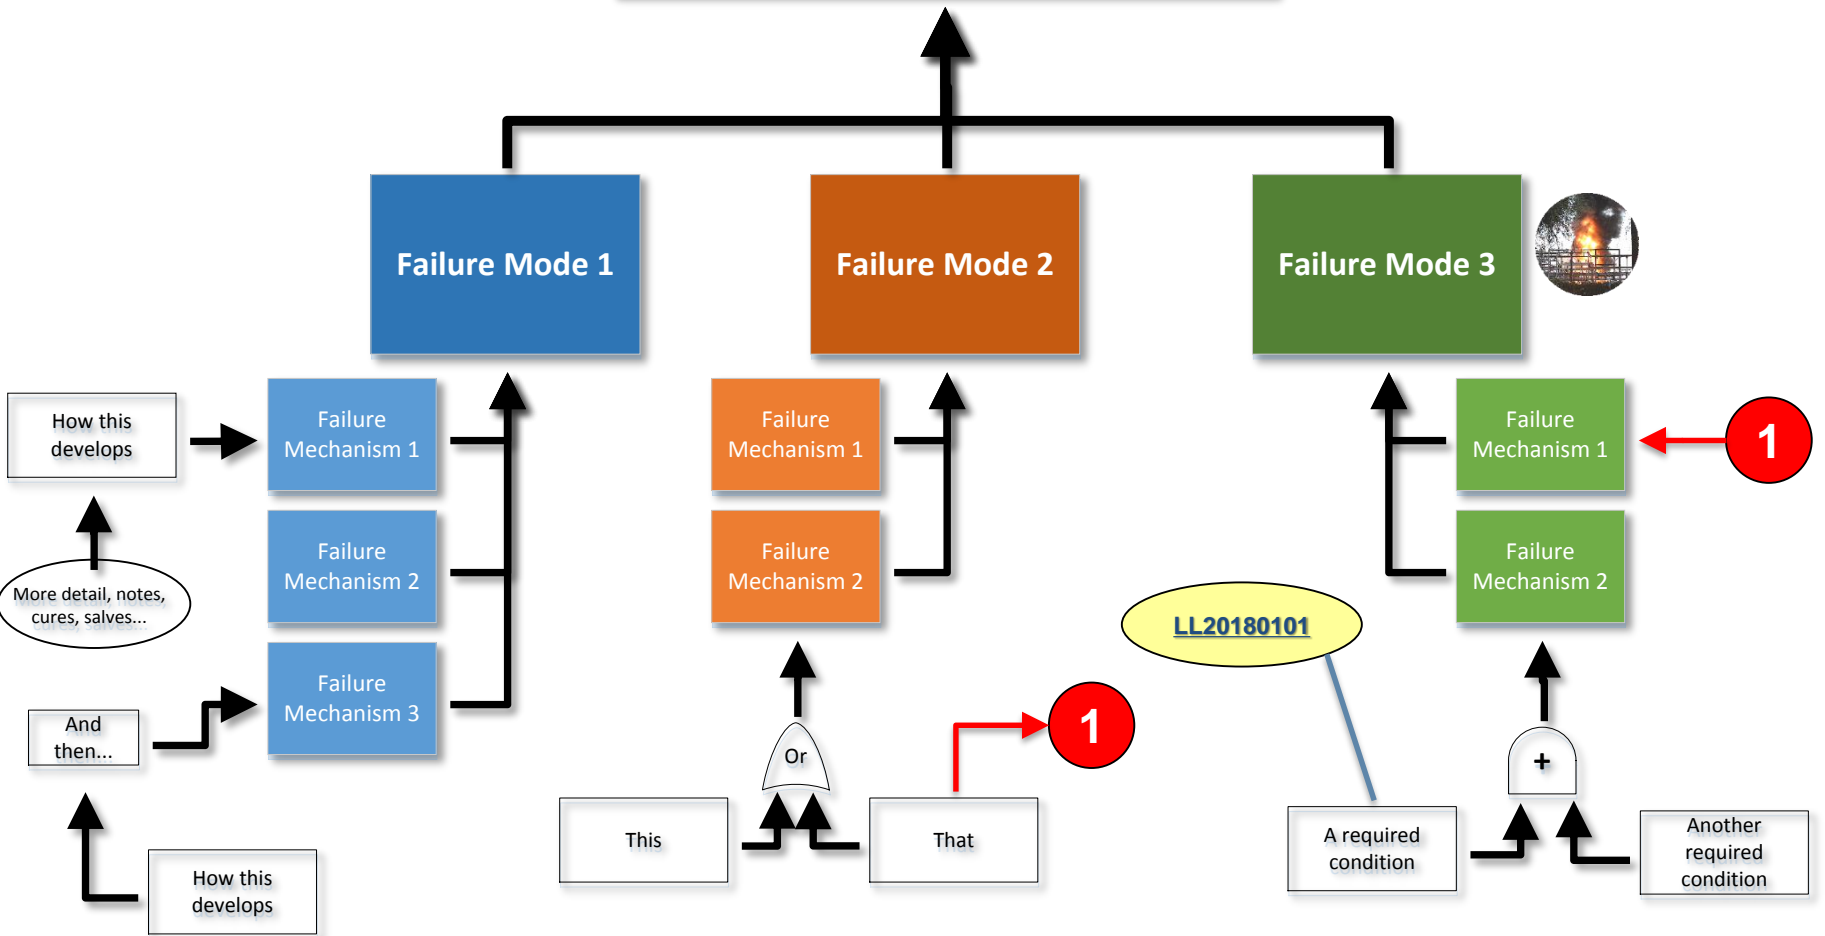 Failure Mode 1
Failure Mode 2
Failure Mode 3
How this
develops
Failure
Mechanism 1
Failure
Mechanism 1
Failure
Mechanism 1
1
More detail, notes,
cures, salves...
Failure
Mechanism 2
Failure
Mechanism 2
Failure
Mechanism 2
LL20180101
And
then...
Failure
Mechanism 3
Or
1
+
This
That
A required
condition
Another
required
condition
How this
develops